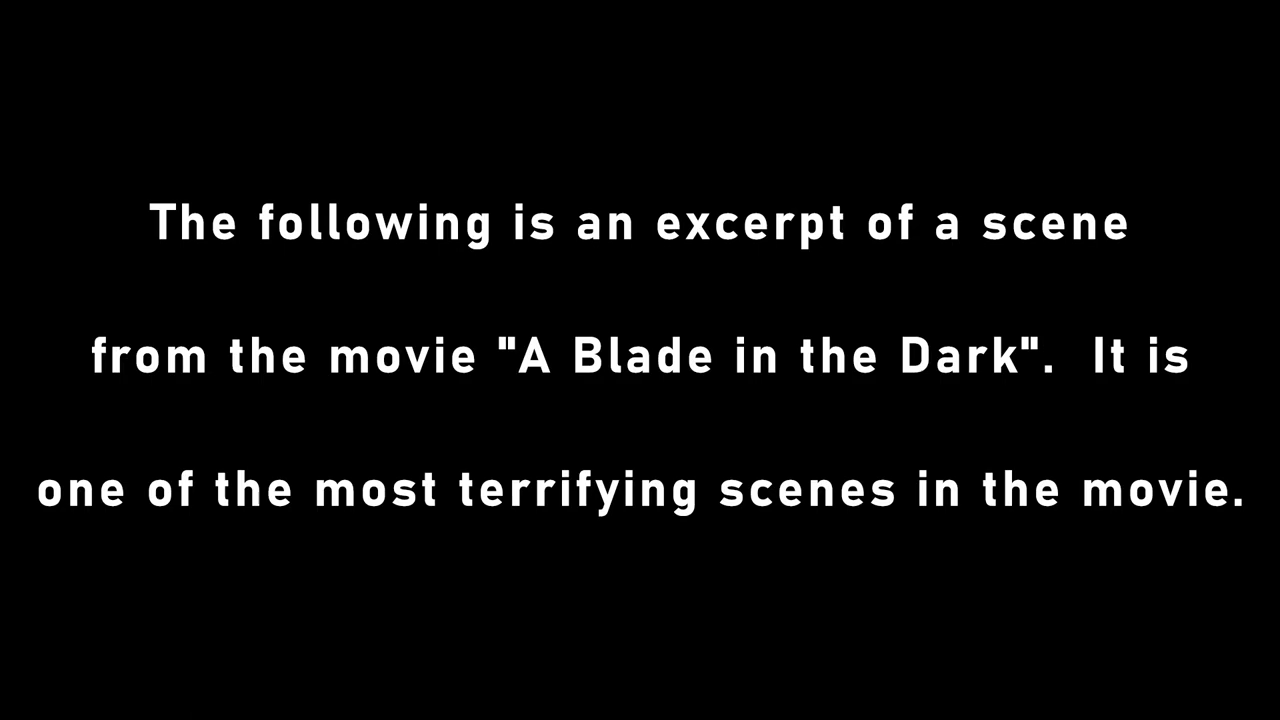 The following is an excerpt of a scene
from the movie "A Blade in the Dark".  It is
one of the most terrifying scenes in the movie.